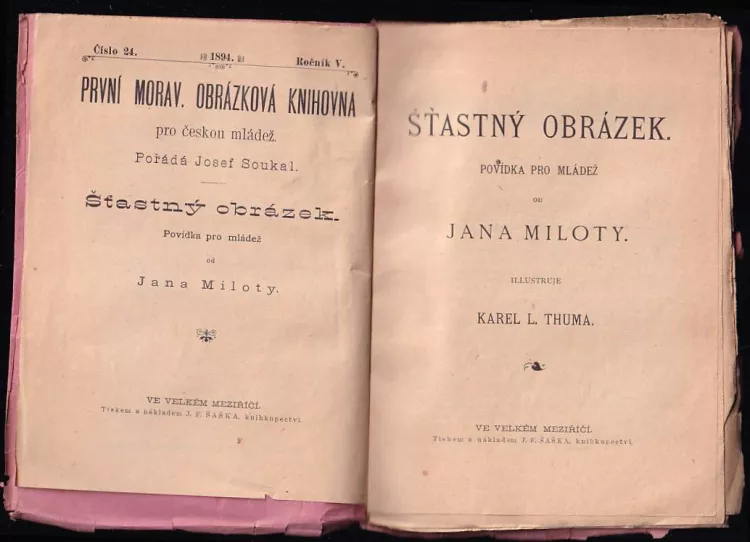 Číslo 24.
1894.
Ročník V.
PRVNÍ MORAV. OBRÁZKOVÁ KNIHOVNA
pro českou mládež.
Pořádá Josef Soukal.
Šťastný obrázek.
Povídka pro mládež
od
Jana Miloty.
VE VELKÉM MEZIŘÍČÍ.
Tiskem a nákladem J. F. ŠAŠKA, knihkupectví.
ŠŤASTNÝ OBRÁZEK.
POVÍDKA PRO MLÁDEŽ
OD
JANA MILOTY.
ILLUSTRUJE
KAREL L. THUMA.
VE VELKÉM MEZIŘÍČÍ.
Tiskem a nákladem J. F. ŠAŠKA, knihkupectví.